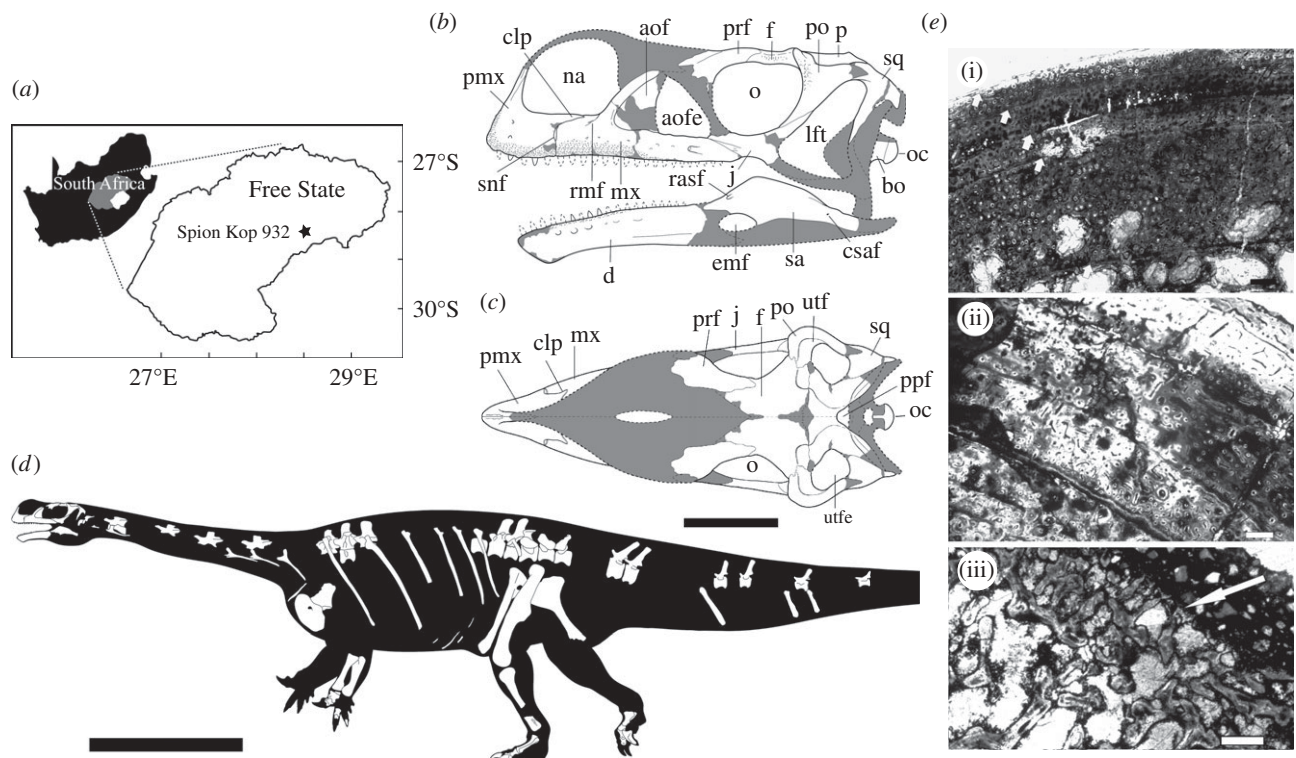 (a)
South Africa
Free State
Spion Kop 932
27°S
30°S
27°E
29°E
(b)
clp
aof
prf
f
po
p
sq
pmx
na
o
aofe
lft
oc
bo
snf
rmf
mx
rasf
j
d
emf
sa
csaf
(c)
pmx
clp
mx
prf
j
f
po
utf
sq
ppf
oc
o
utfe
(d)
(e)
(i)
(ii)
(iii)